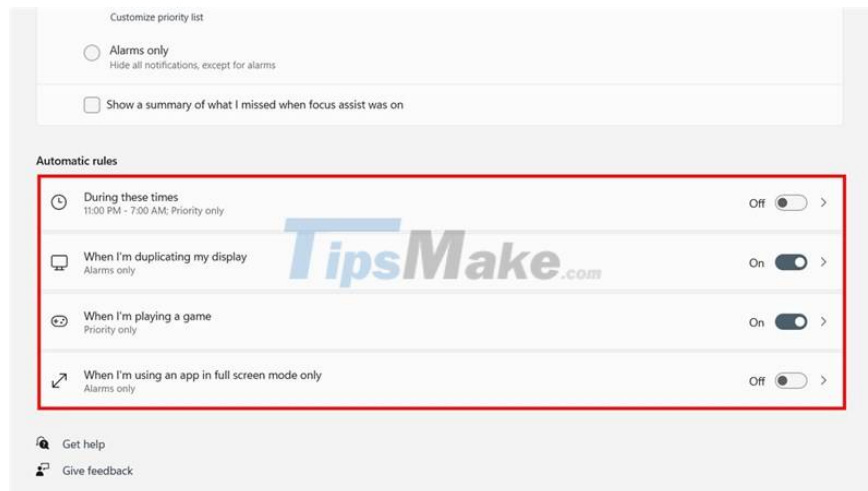 Customize priority list
Alarms only
Hide all notifications, except for alarms
Show a summary of what I missed when focus assist was on
Automatic rules
During these times
11:00 PM - 7:00 AM; Priority only
Off
When I'm duplicating my display
Alarms only
On
TipsMake.com
When I'm playing a game
Priority only
On
When I'm using an app in full screen mode only
Alarms only
Off
Get help
Give feedback